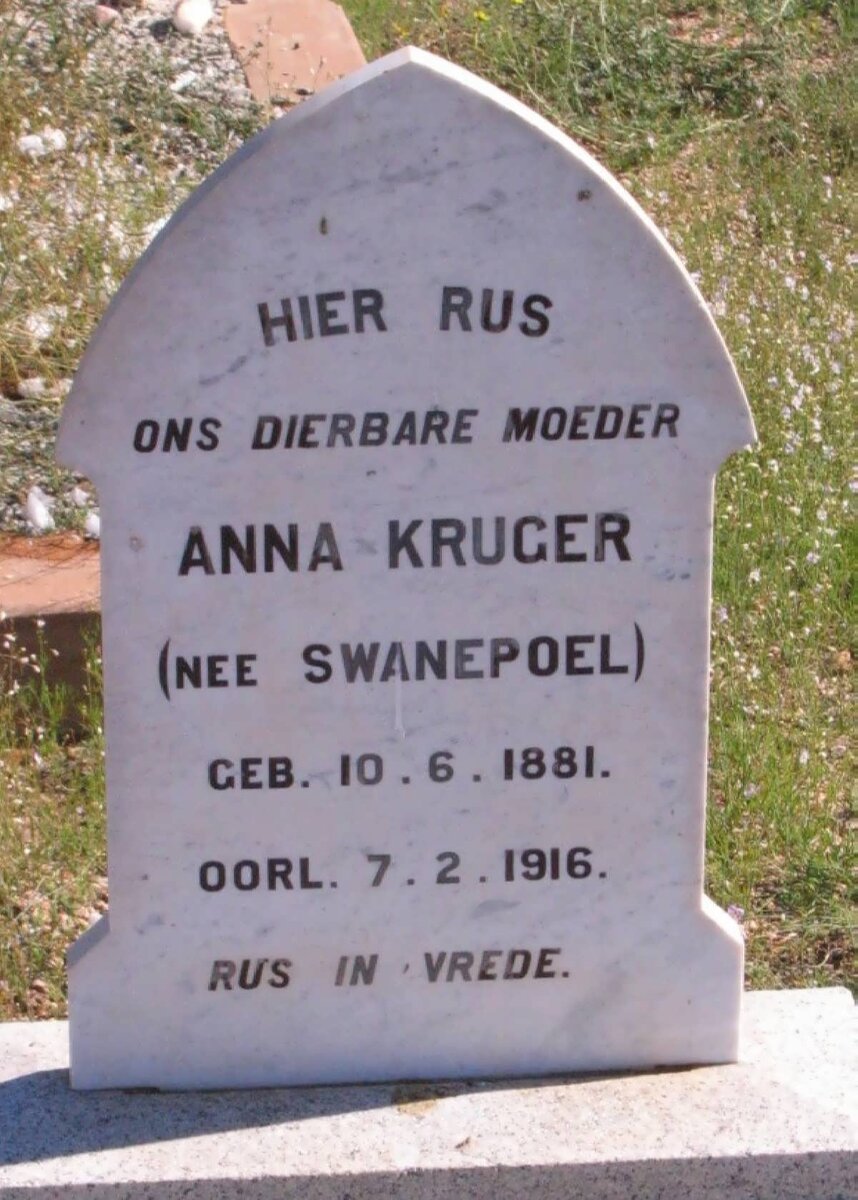 HIER RUS
ONS DIERBARE MOEDER
ANNA KRUGER
(NEE SWANEPOEL)
GEB. 10.6.1881.
OORL. 7.2.1916.
RUS IN VREDE.